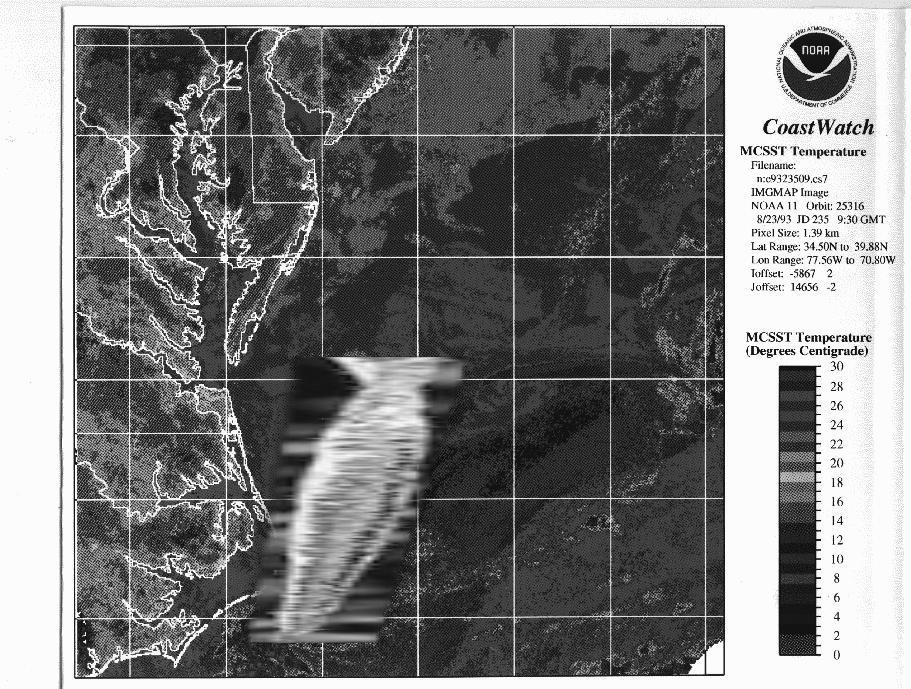 NATIONAL OCEANIC AND ATMOSPHERIC ADMINISTRATION
U.S. DEPARTMENT OF COMMERCE
NOAA
CoastWatch
MCSST Temperature
Filename:
n:c9323509.cs7
IMGMAP Image
NOAA 11 Orbit: 25316
8/23/93 JD 235 9:30 GMT
Pixel Size: 1.39 km
Lat Range: 34.50N to 39.88N
Lon Range: 77.56W to 70.80W
Ioffset: -5867 2
Joffset: 14656 -2
MCSST Temperature
(Degrees Centigrade)
30
28
26
24
22
20
18
16
14
12
10
8
6
4
2
0